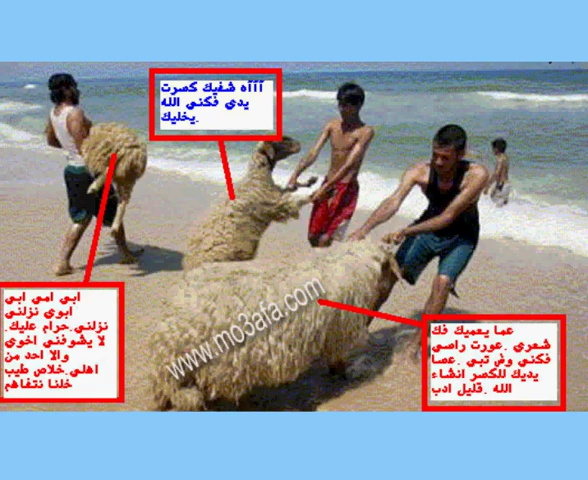 آآآه شفيك كصرت
يدي فكني الله
يخليك.
ابي امي ابي
ابوي نزلني
نزلني.حرام عليك.
لا يشوفني اخوي
والا احد من
اهلي.خلاص طيب
خلنا نتفاهم
عما يعميك فك
شعري .عورت راصي
فكني وش تبي .عصا
يديك للكسر انشاء
الله .قليل ادب
www.mo3afa.com